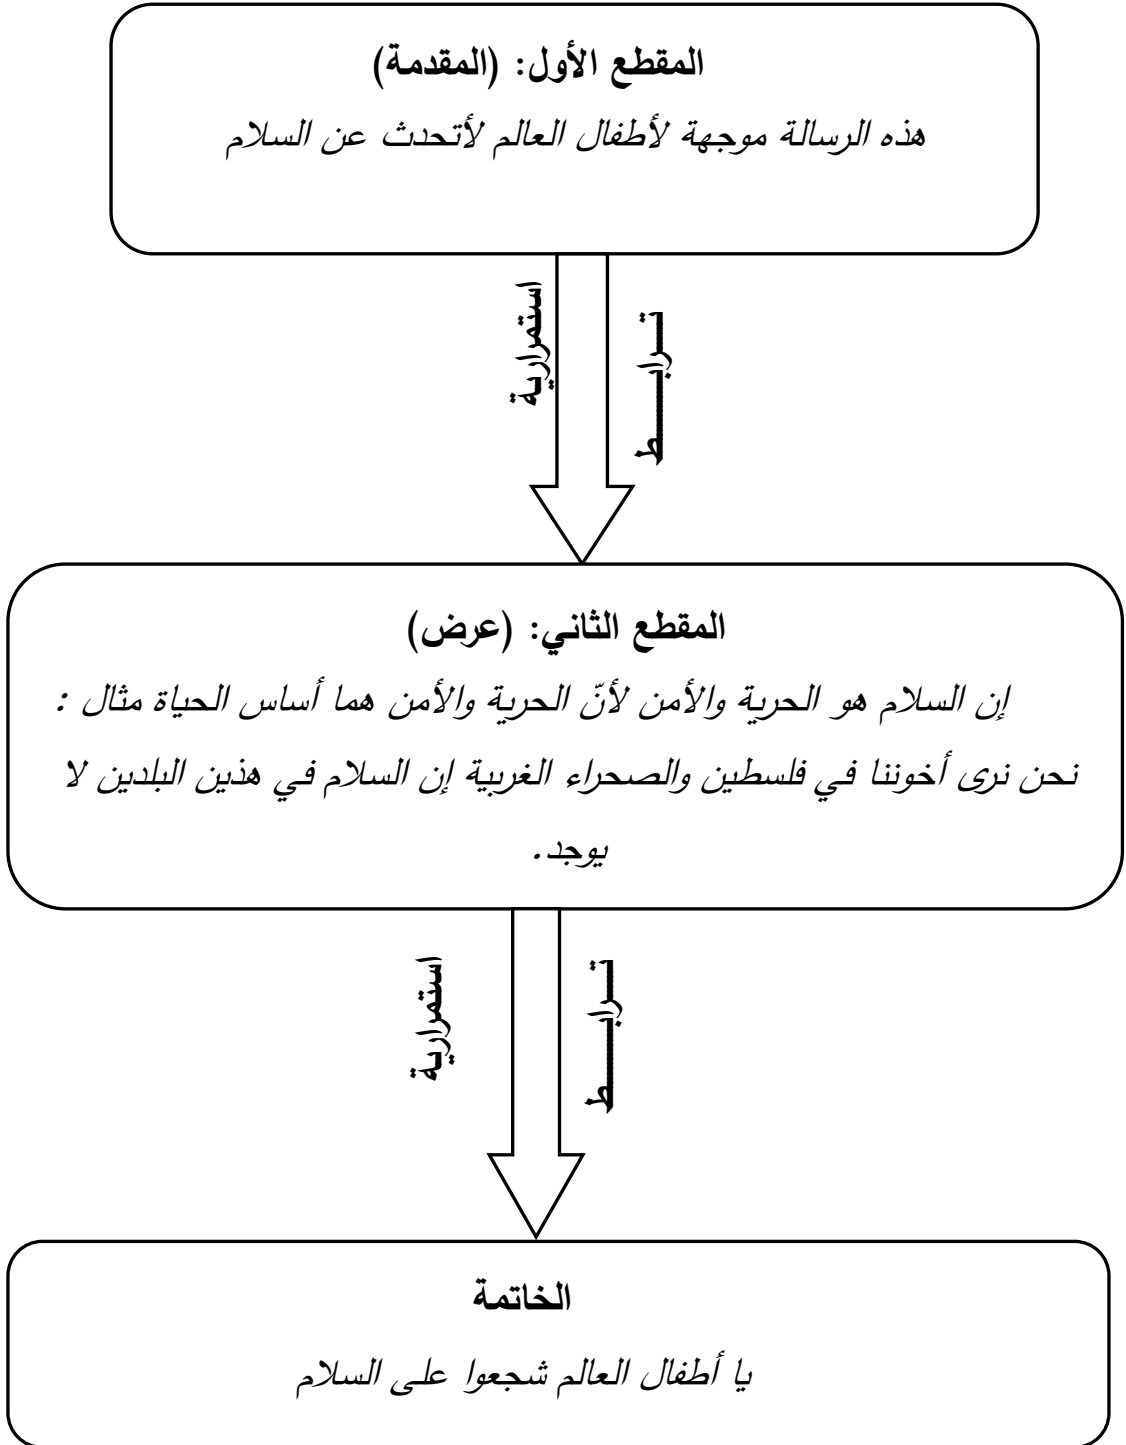 المقطع الأول: (المقدمة)
هذه الرسالة موجهة لأطفال العالم لأتحدث عن السلام
تــرابــــط
استمرارية
المقطع الثاني: (عرض)
إن السلام هو الحرية والأمن لأنّ الحرية والأمن هما أساس الحياة مثال :
نحن نرى أخوننا في فلسطين والصحراء الغربية إن السلام في هذين البلدين لا
يوجد.
تــرابــــط
استمرارية
الخاتمة
يا أطفال العالم شجعوا على السلام